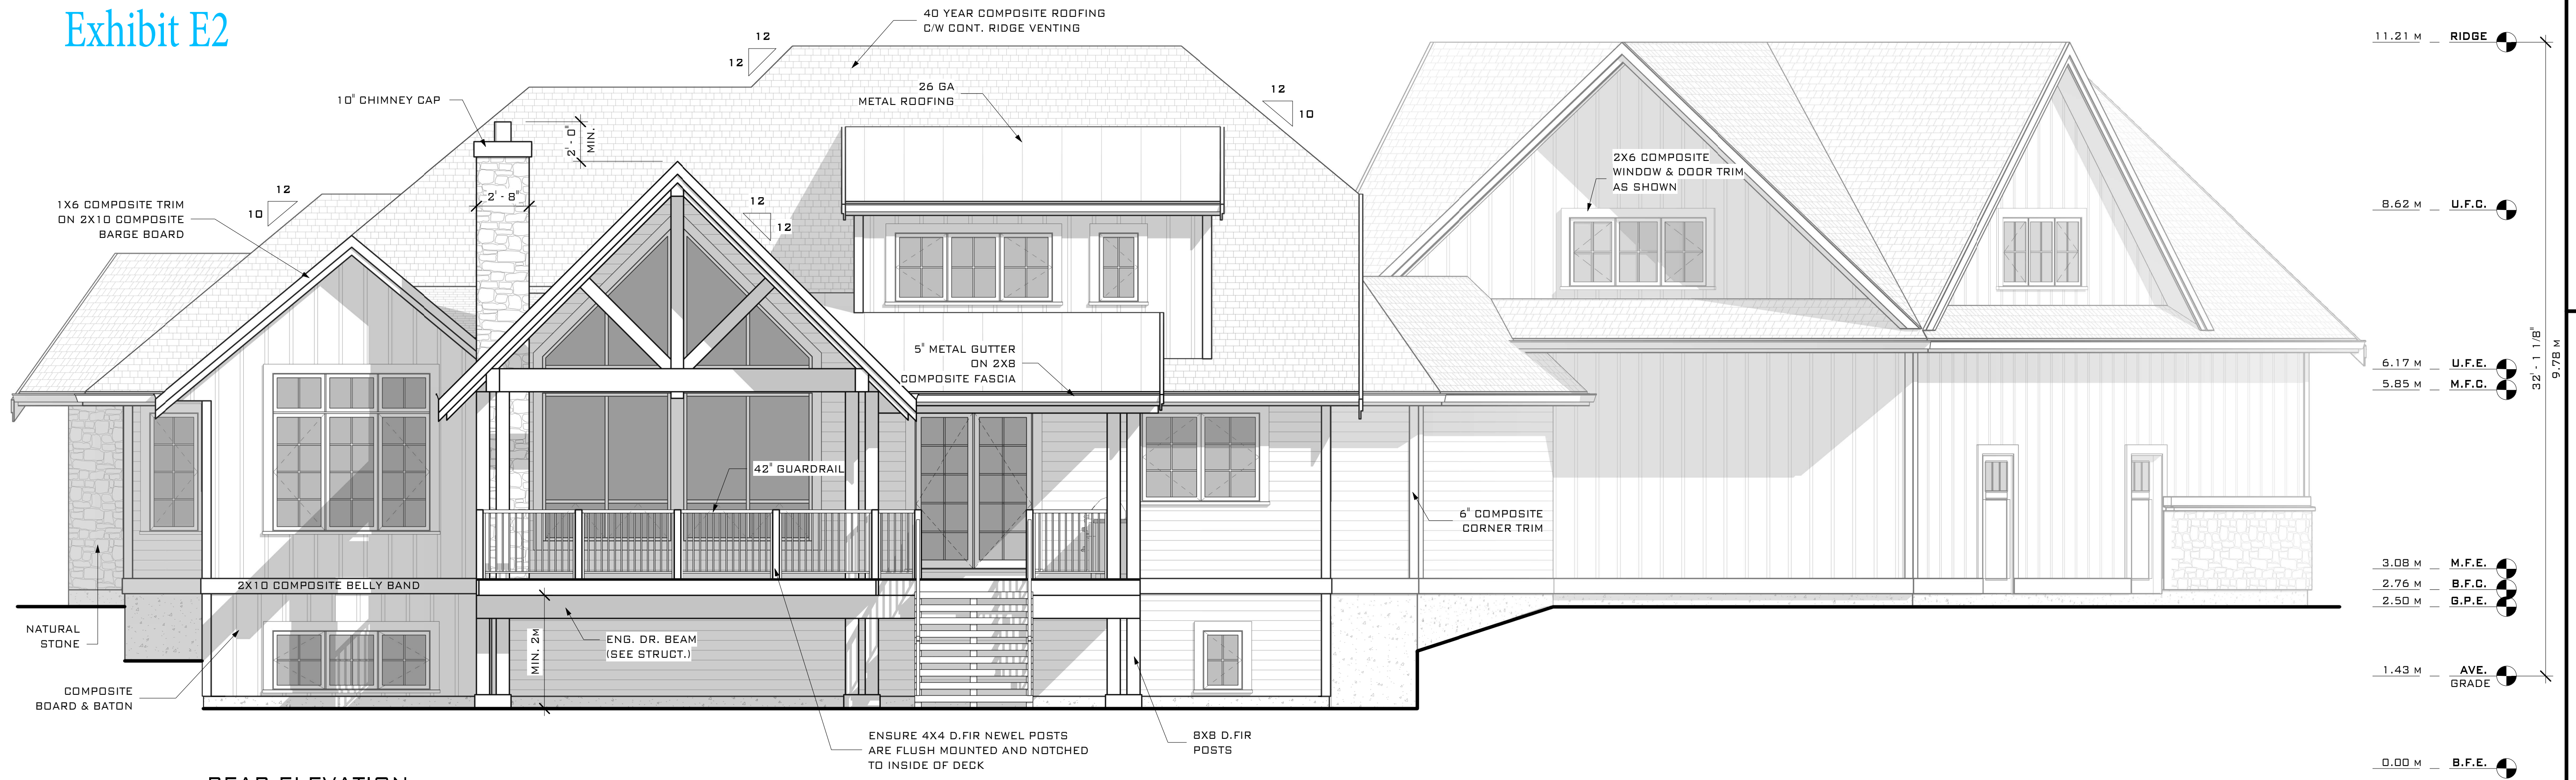 Exhibit E2
40 YEAR COMPOSITE ROOFING
C/W CONT. RIDGE VENTING
12
12
26 GA
METAL ROOFING
12
10
10" CHIMNEY CAP
2'-0"
MIN.
2'-8"
12
12
12
10
1X6 COMPOSITE TRIM
ON 2X10 COMPOSITE
BARGE BOARD
2X6 COMPOSITE
WINDOW & DOOR TRIM
AS SHOWN
5" METAL GUTTER
ON 2X8
COMPOSITE FASCIA
42" GUARDRAIL
6" COMPOSITE
CORNER TRIM
2X10 COMPOSITE BELLY BAND
NATURAL
STONE
COMPOSITE
BOARD & BATON
MIN. 2M
ENG. DR. BEAM
(SEE STRUCT.)
ENSURE 4X4 D.FIR NEWEL POSTS
ARE FLUSH MOUNTED AND NOTCHED
TO INSIDE OF DECK
8X8 D.FIR
POSTS
11.21 M RIDGE
8.62 M U.F.C.
6.17 M U.F.E.
5.85 M M.F.C.
3.08 M M.F.E.
2.76 M B.F.C.
2.50 M G.P.E.
1.43 M AVE.
GRADE
0.00 M B.F.E.
32'-1 1/8"
9.78 M
REAR ELEVATION